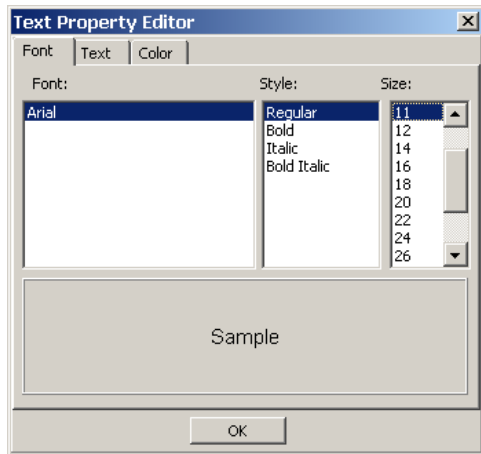 Text Property Editor
Font Text Color
Font: Style: Size:
Arial Regular 11
Bold 12
Italic 14
Bold Italic 16
18
20
22
24
26
Sample
OK